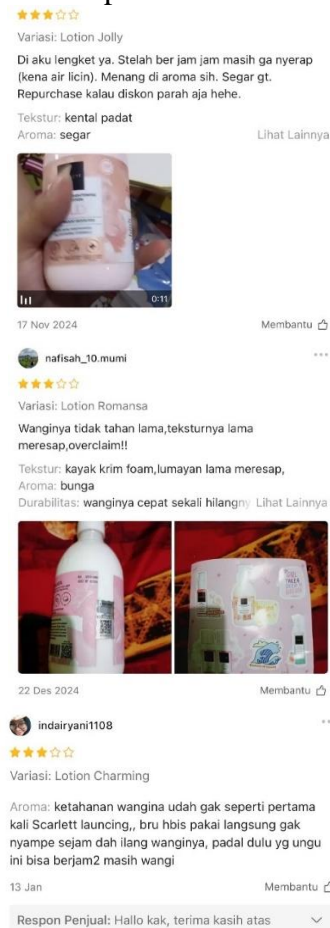 Variasi: Lotion Jolly
Di aku lengket ya. Stelah ber jam jam masih ga nyerap
(kena air licin). Menang di aroma sih. Segar gt.
Repurchase kalau diskon parah aja hehe.
Tekstur: kental padat
Aroma: segar Lihat Lainnya
0:11
17 Nov 2024 Membantu
nafisah_10.mumi
Variasi: Lotion Romansa
Wanginya tidak tahan lama,teksturnya lama
meresap,overclaim!!
Tekstur: kayak krim foam,lumayan lama meresap,
Aroma: bunga
Durabilitas: wanginya cepat sekali hilangny Lihat Lainnya
22 Des 2024 Membantu
indairyani1108
Variasi: Lotion Charming
Aroma: ketahanan wangina udah gak seperti pertama
kali Scarlett launcing,, bru hbis pakai langsung gak
nyampe sejam dah ilang wanginya, padal dulu yg ungu
ini bisa berjam2 masih wangi
13 Jan Membantu
Respon Penjual: Hallo kak, terima kasih atas